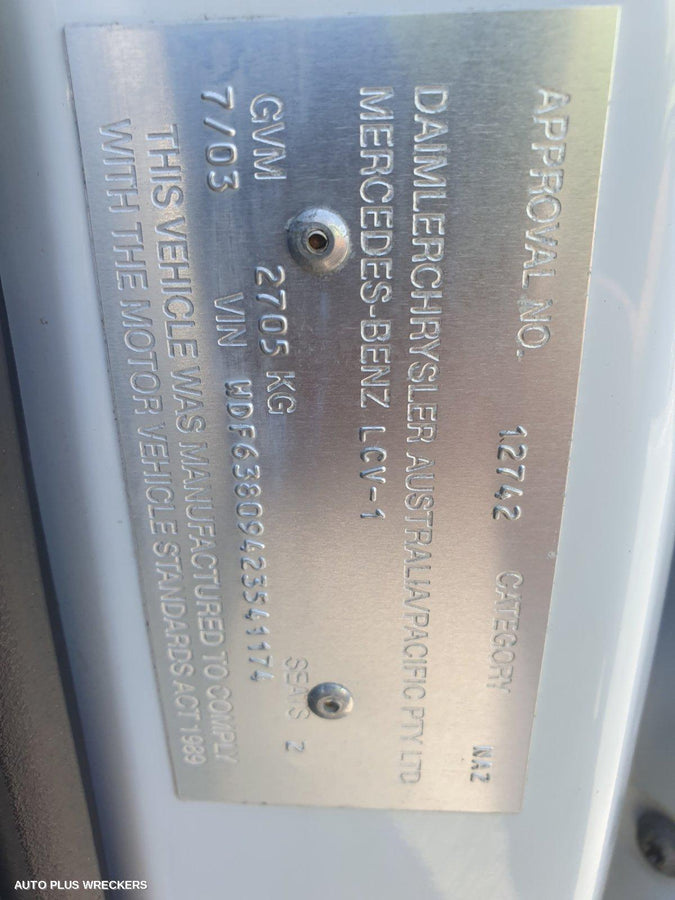 APPROVAL NO. 12742 CATEGORY NA2
DAIMLERCHRYSLER AUSTRALIA/PACIFIC PTY LTD
MERCEDES-BENZ LCV-1
GVM 2705 KG SEATS 2
7/03 VIN WDF63809423541174
THIS VEHICLE WAS MANUFACTURED TO COMPLY
WITH THE MOTOR VEHICLE STANDARDS ACT 1989
AUTO PLUS WRECKERS